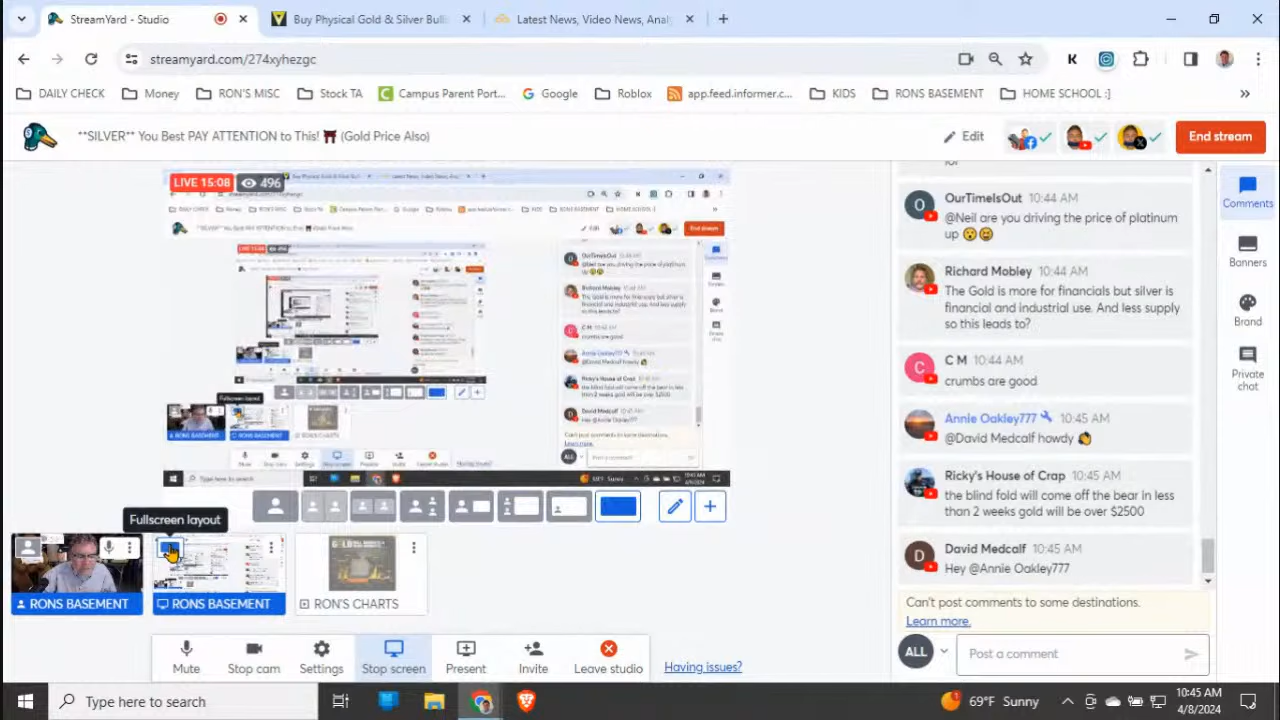 StreamYard - Studio
Buy Physical Gold & Silver Bulli
Latest News, Video News, Anal
streamyard.com/274xyhezgc
K
DAILY CHECK
Money
RON'S MISC
Stock TA
Campus Parent Port...
Google
Roblox
app.feed.informer.c...
KIDS
RONS BASEMENT
HOME SCHOOL :]
»
**SILVER** You Best PAY ATTENTION to This! (Gold Price Also)
Edit
End stream
LIVE 15:08 496
OurTimeIsOut 10:44 AM
@Neil are you driving the price of platinum
up
Richard Mobley 10:44 AM
The Gold is more for financials but silver is
financial and industrial use. And less supply
so this leads to?
C M 10:44 AM
crumbs are good
Annie Oakley777 10:45 AM
@David Medcalf howdy
Ricky's House of Crap 10:45 AM
the blind fold will come off the bear in less
than 2 weeks gold will be over $2500
David Medcalf 10:45 AM
Hey @Annie Oakley777
Can't post comments to some destinations.
Learn more.
ALL
Post a comment
Comments
Banners
Brand
Private
chat
Fullscreen layout
RONS BASEMENT
RONS BASEMENT
RON'S CHARTS
Mute
Stop cam
Settings
Stop screen
Present
Invite
Leave studio
Having issues?
Type here to search
69°F Sunny
10:45 AM
4/8/2024